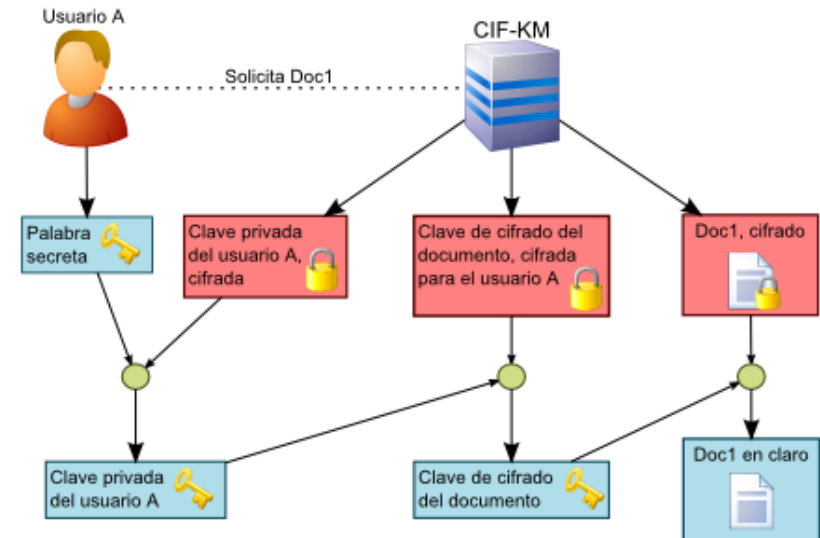 Usuario A
CIF-KM
Solicita Doc1
Palabra
secreta
Clave privada
del usuario A,
cifrada
Clave de cifrado del
documento, cifrada
para el usuario A
Doc1, cifrado
Clave privada
del usuario A
Clave de cifrado
del documento
Doc1 en claro